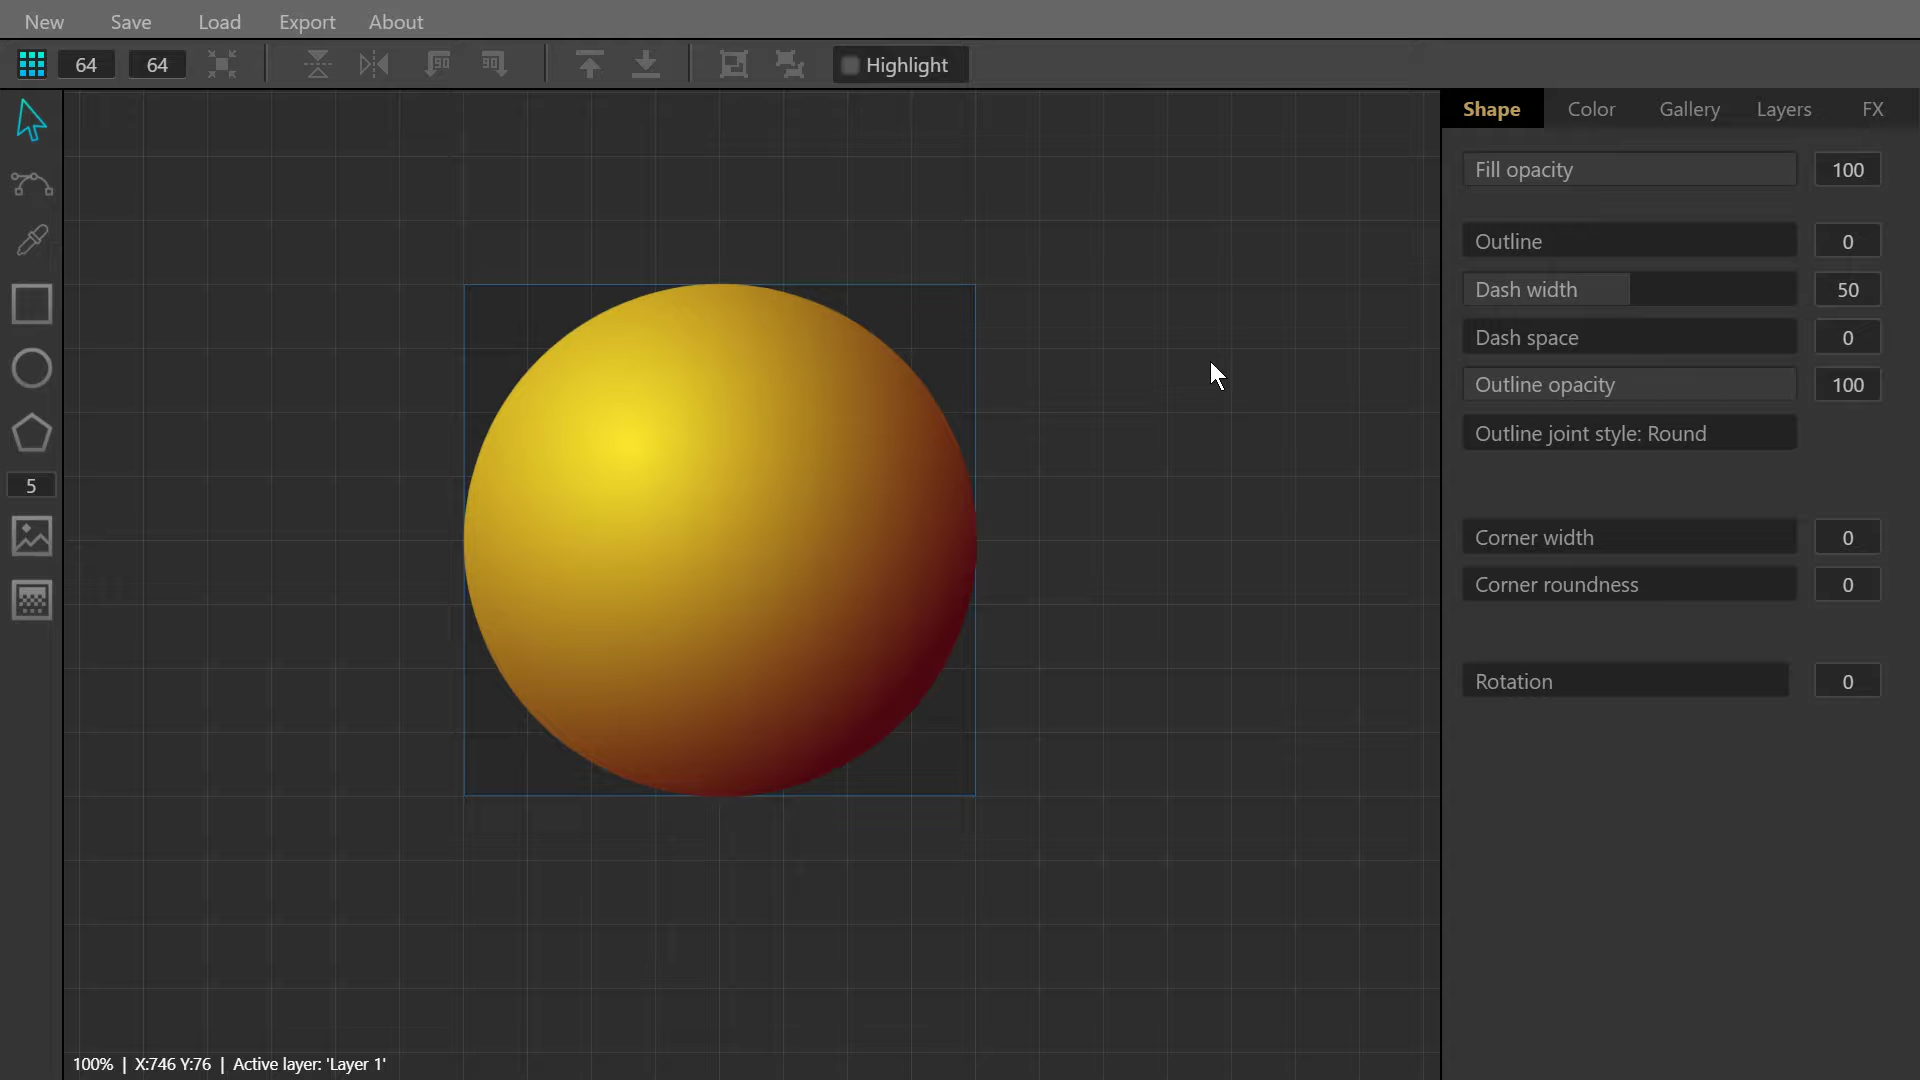 New Save Load Export About
64 64 90 90 Highlight
Shape Color Gallery Layers FX
Fill opacity 100
Outline 0
Dash width 50
Dash space 0
Outline opacity 100
Outline joint style: Round
5
Corner width 0
Corner roundness 0
Rotation 0
100% | X:746 Y:76 | Active layer: 'Layer 1'